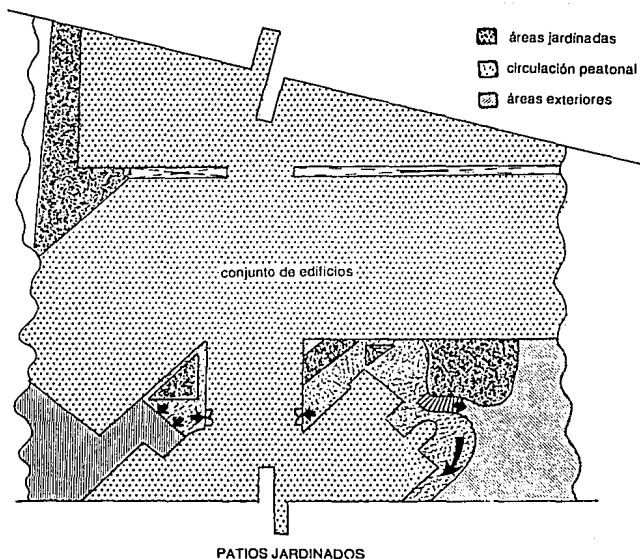 áreas jardinadas
circulación peatonal
áreas exteriores
conjunto de edificios
PATIOS JARDINADOS